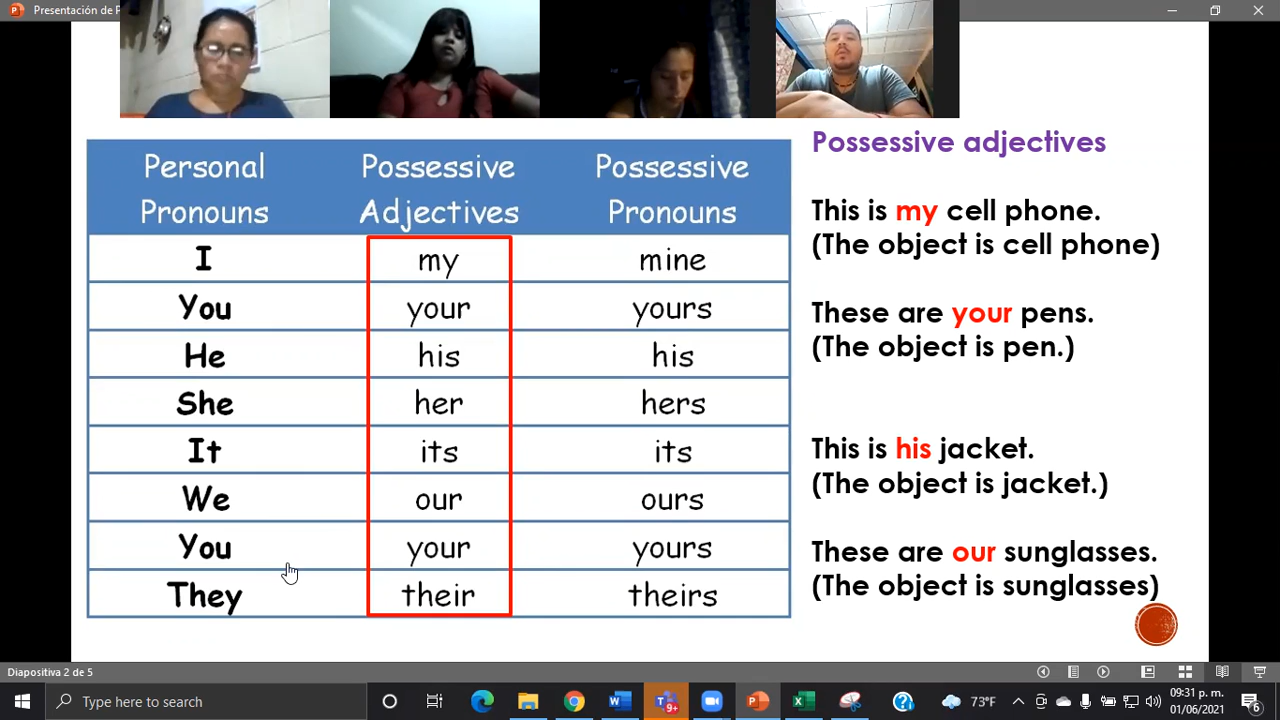 Presentación de P
Personal Possessive Possessive
Pronouns Adjectives Pronouns
I my mine
You your yours
He his his
She her hers
It its its
We our ours
You your yours
They their theirs
Possessive adjectives
This is my cell phone.
(The object is cell phone)
These are your pens.
(The object is pen.)
This is his jacket.
(The object is jacket.)
These are our sunglasses.
(The object is sunglasses)
Diapositiva 2 de 5
Type here to search
9+
73°F
09:31 p. m.
01/06/2021
6